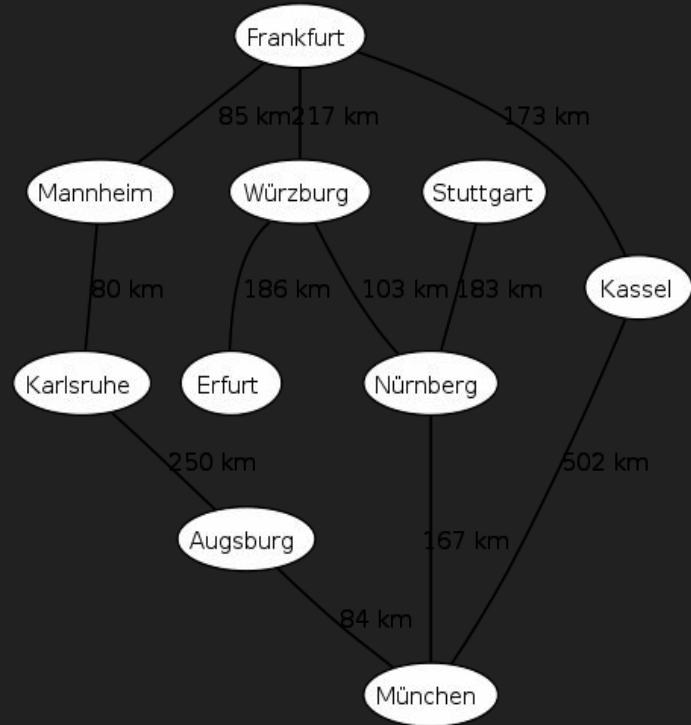 Frankfurt
85 km
217 km
173 km
Mannheim
Würzburg
Stuttgart
80 km
186 km
103 km
183 km
Kassel
Karlsruhe
Erfurt
Nürnberg
250 km
502 km
Augsburg
167 km
84 km
München